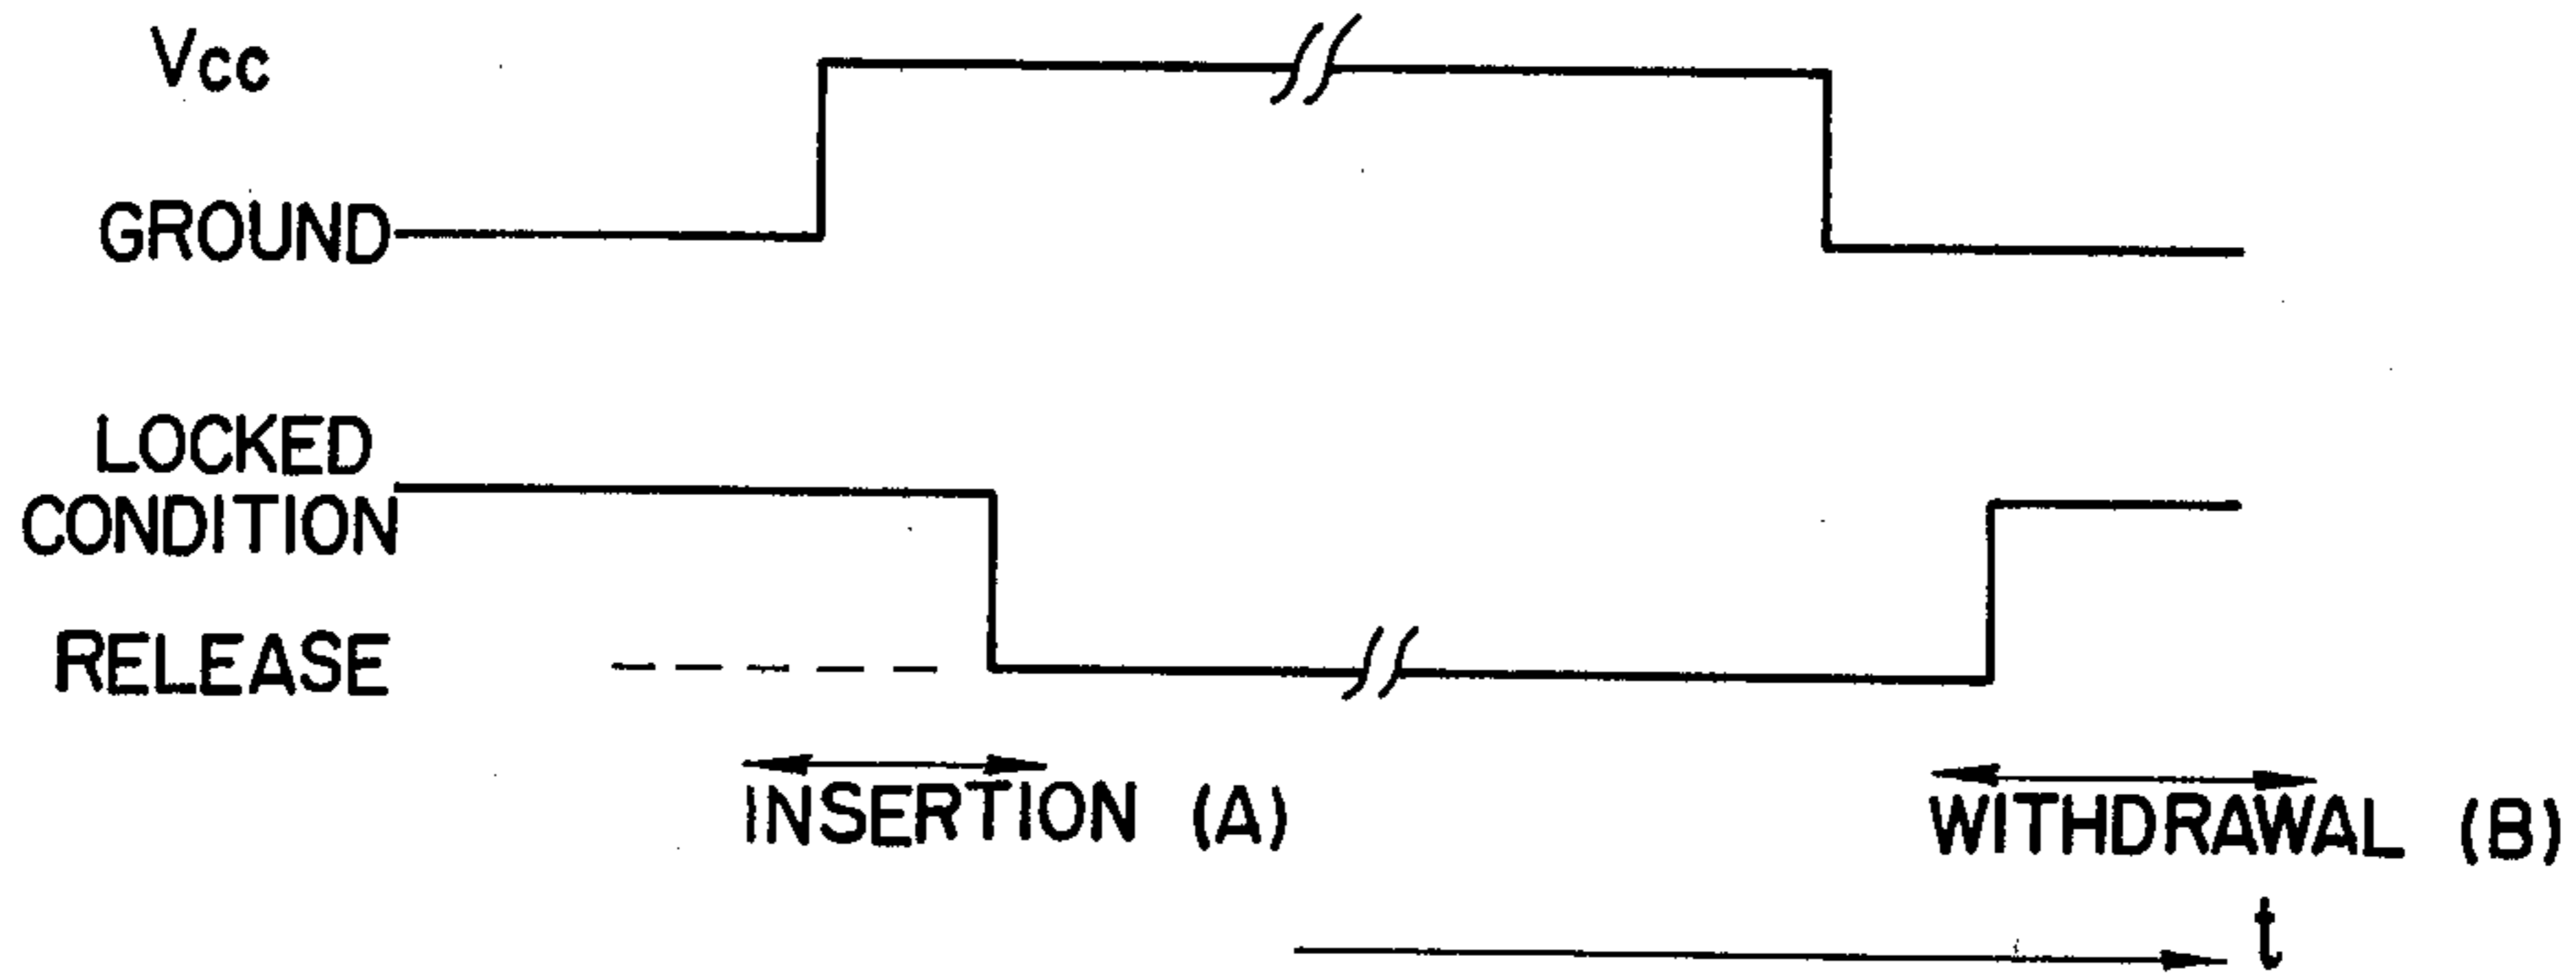 Vcc
GROUND
LOCKED
CONDITION
RELEASE
INSERTION (A)
WITHDRAWAL (B)
t